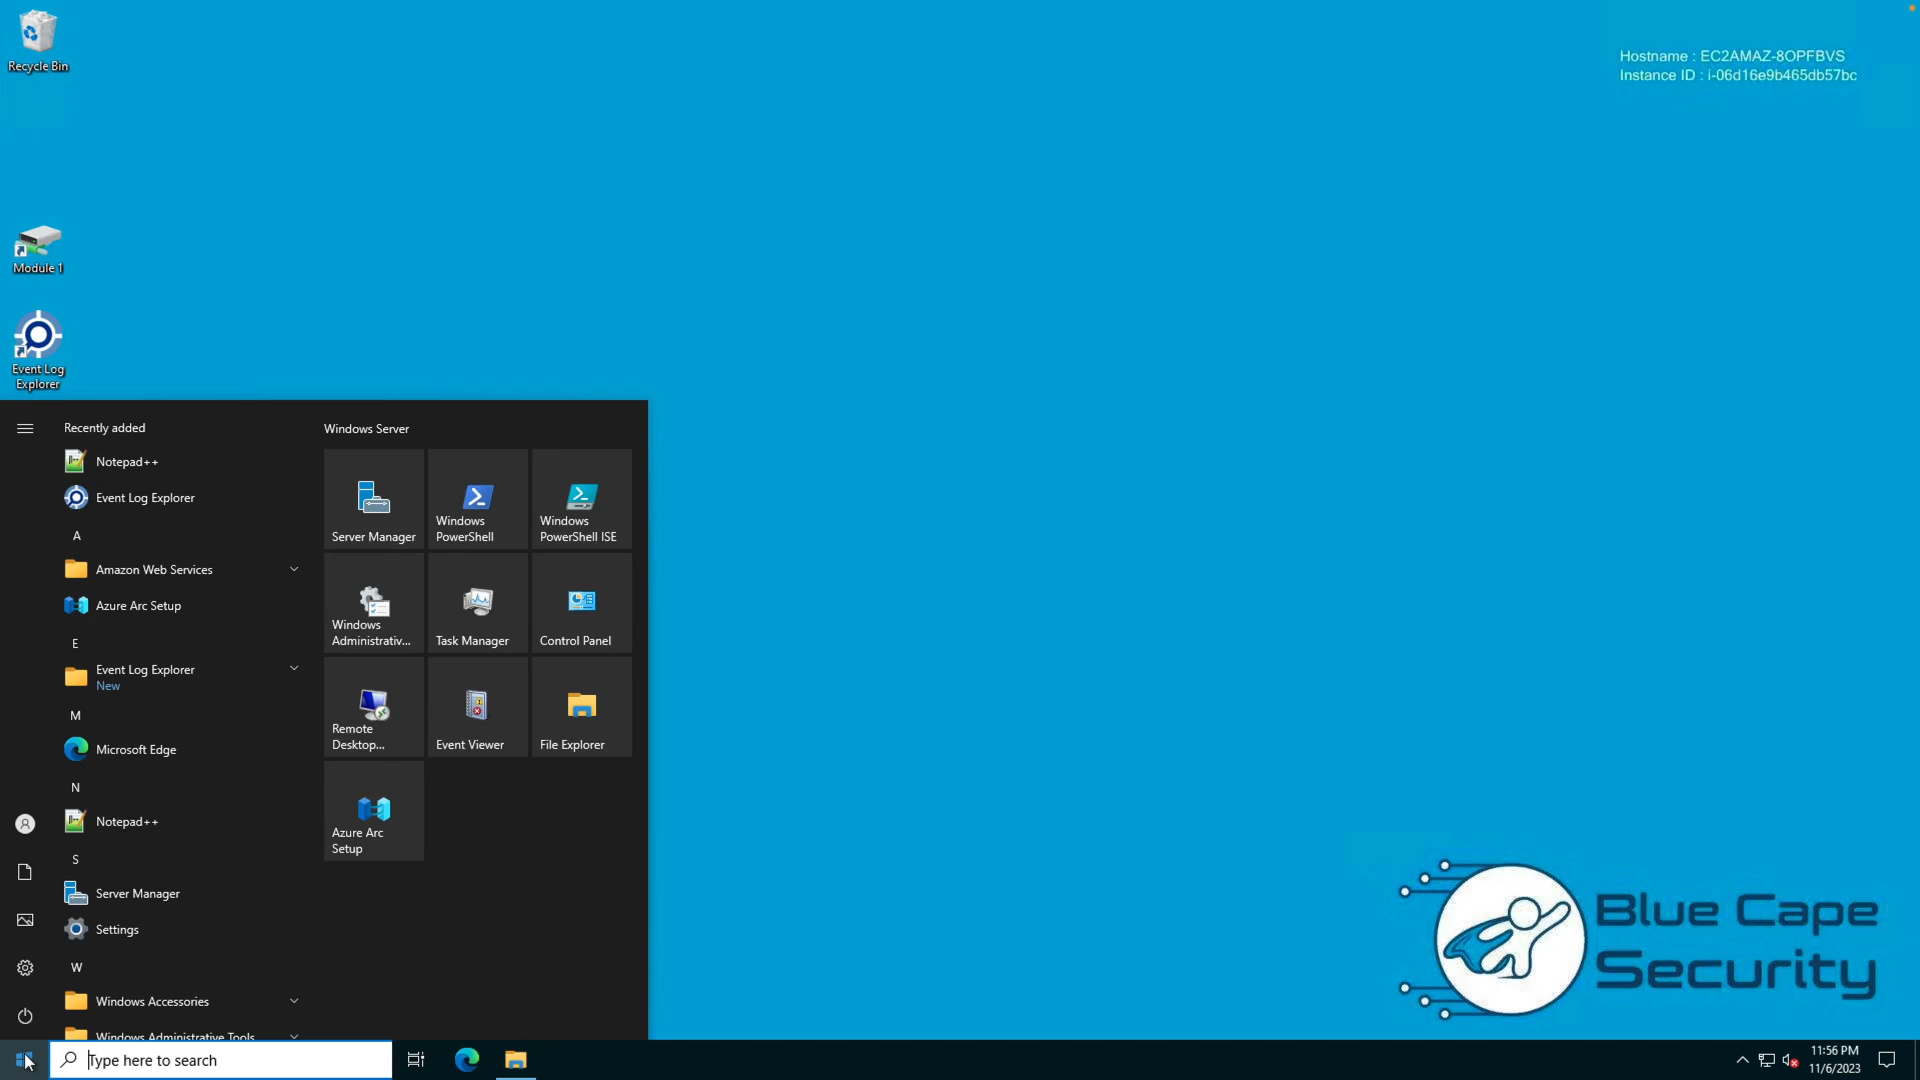 Recycle Bin
Hostname : EC2AMAZ-8OPFBVS
Instance ID : i-06d16e9b465db57bc
Module 1
Event Log
Explorer
Recently added
Notepad++
Event Log Explorer
A
Amazon Web Services
Azure Arc Setup
E
Event Log Explorer
New
M
Microsoft Edge
N
Notepad++
S
Server Manager
Settings
W
Windows Accessories
Windows Administrative Tools
Windows Server
Server Manager
Windows
PowerShell
Windows
PowerShell ISE
Windows
Administrativ...
Task Manager
Control Panel
Remote
Desktop...
Event Viewer
File Explorer
Azure Arc
Setup
Blue Cape
Security
Type here to search
11:56 PM
11/6/2023